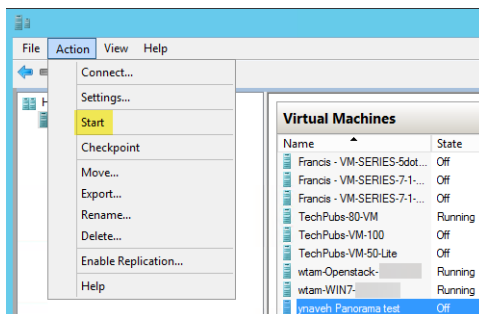 File Action View Help
Connect...
Settings...
Start
Checkpoint
Move...
Export...
Rename...
Delete...
Enable Replication...
Help
H
Virtual Machines
Name State
Francis - VM-SERIES-5dot... Off
Francis - VM-SERIES-7-1-... Off
Francis - VM-SERIES-7-1-... Off
TechPubs-80-VM Running
TechPubs-VM-100 Off
TechPubs-VM-50-Lite Off
wtam-Openstack- Running
wtam-WIN7- Running
ynaveh Panorama test Off